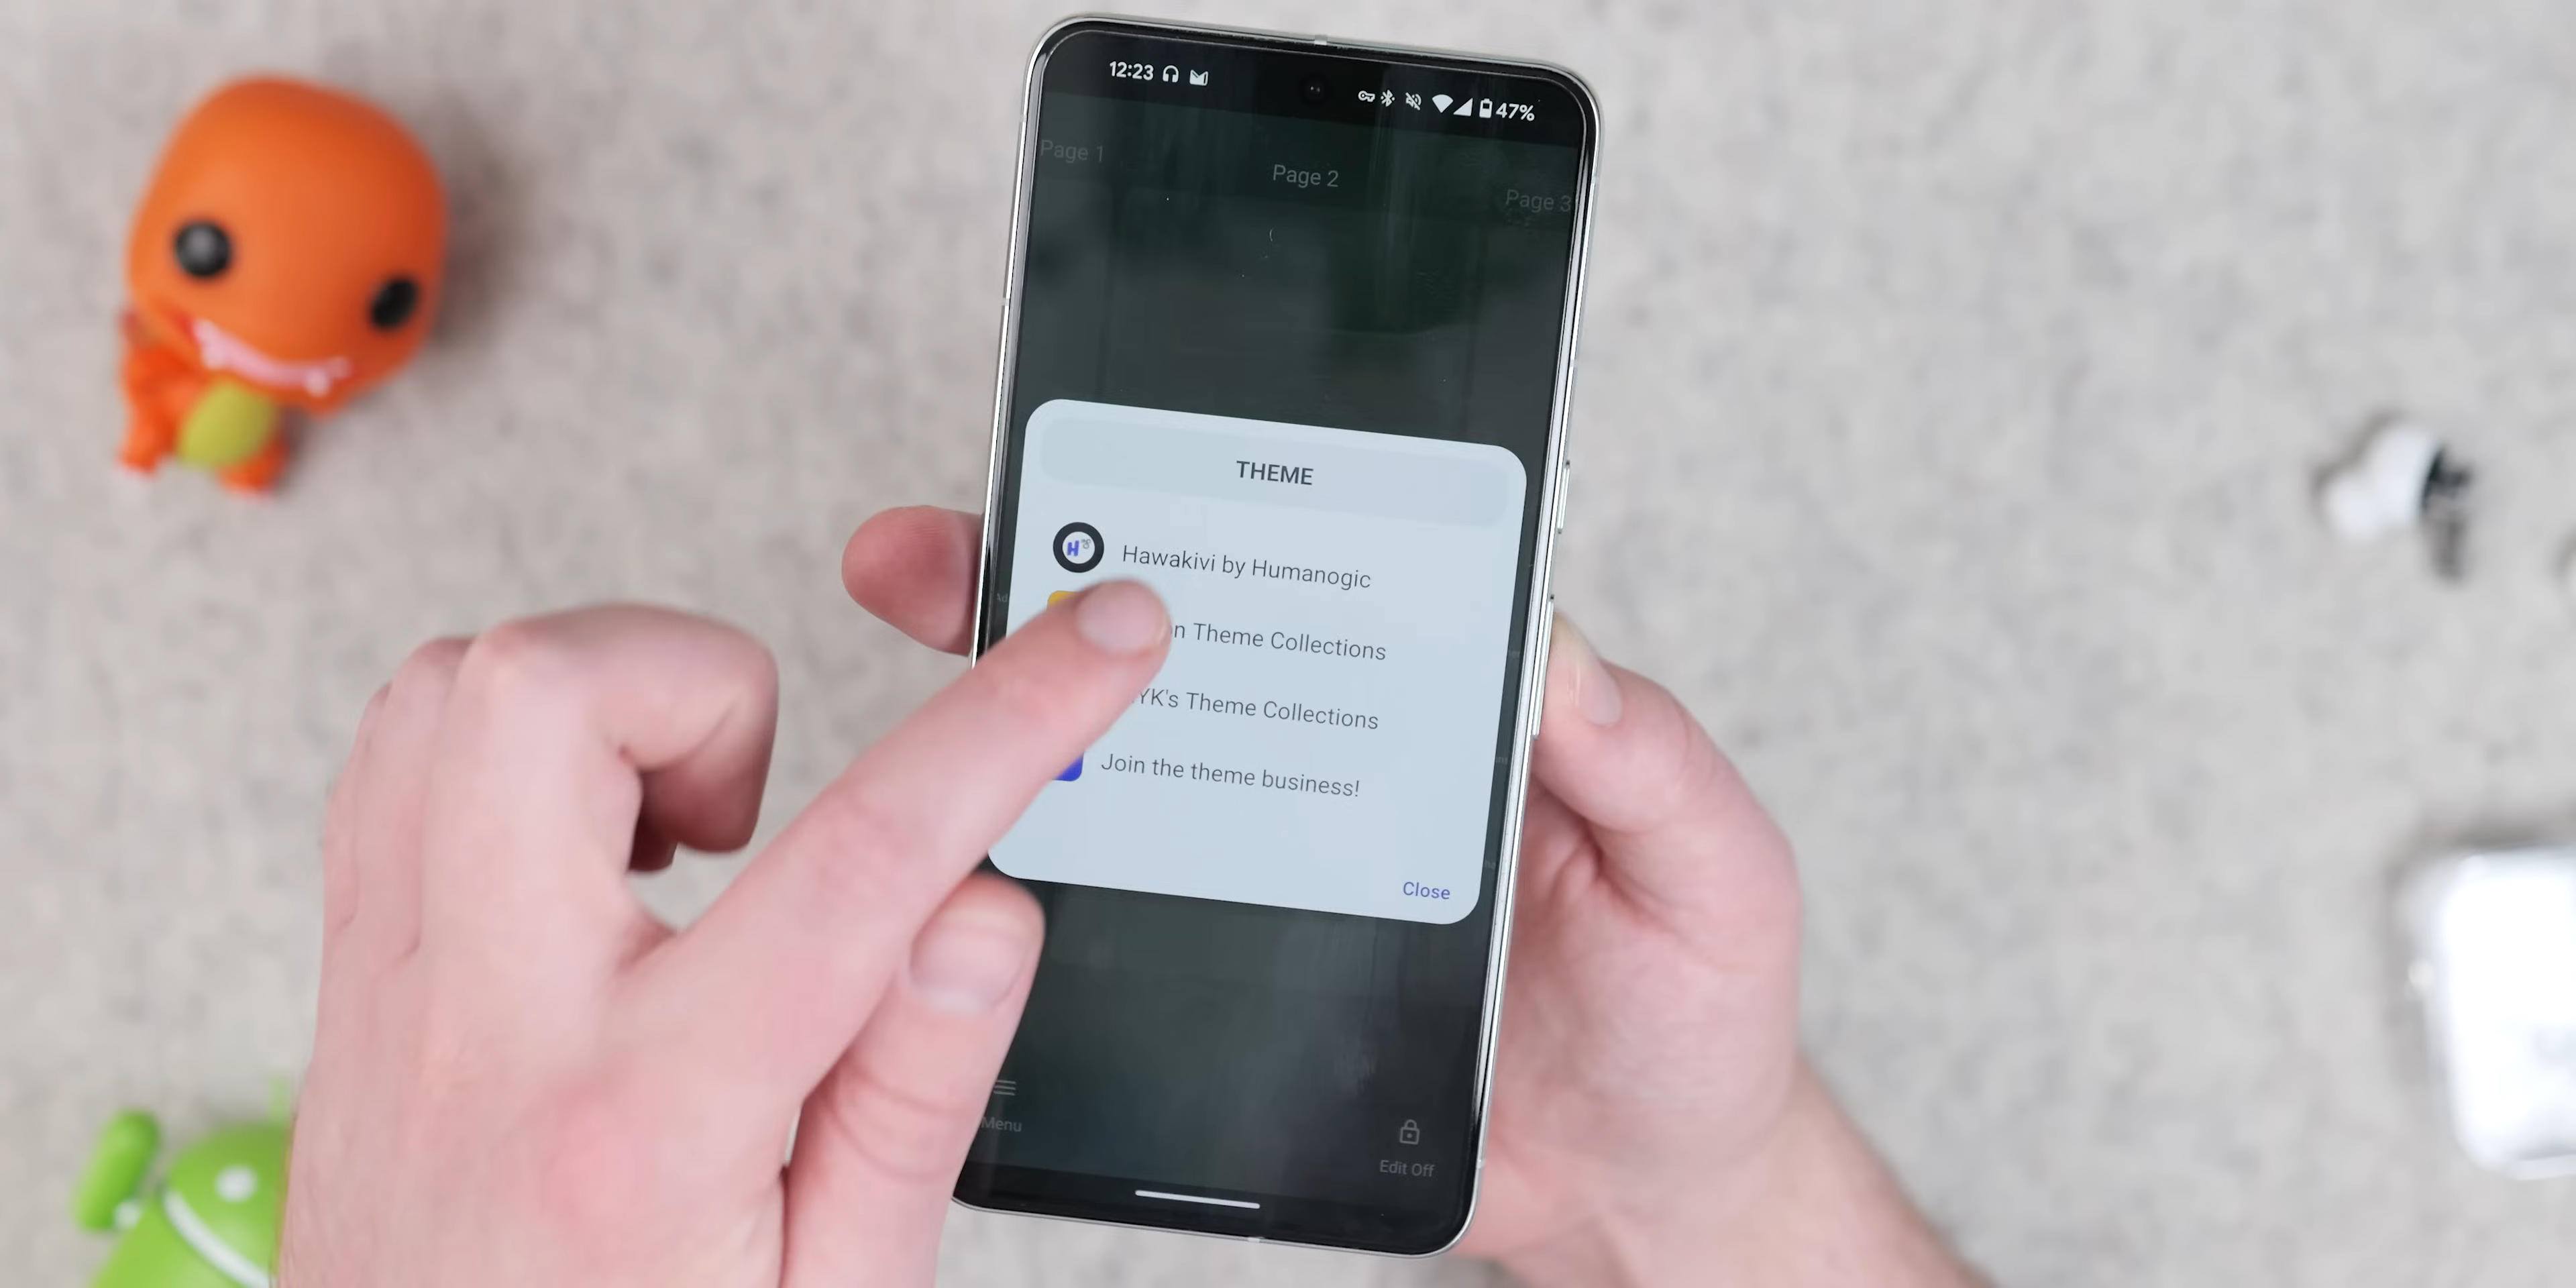 12:23
47%
Page 1
Page 2
Page 3
THEME
H
Hawakivi by Humanogic
Theme Collections
YK's Theme Collections
Join the theme business!
Close
Menu
Edit Off